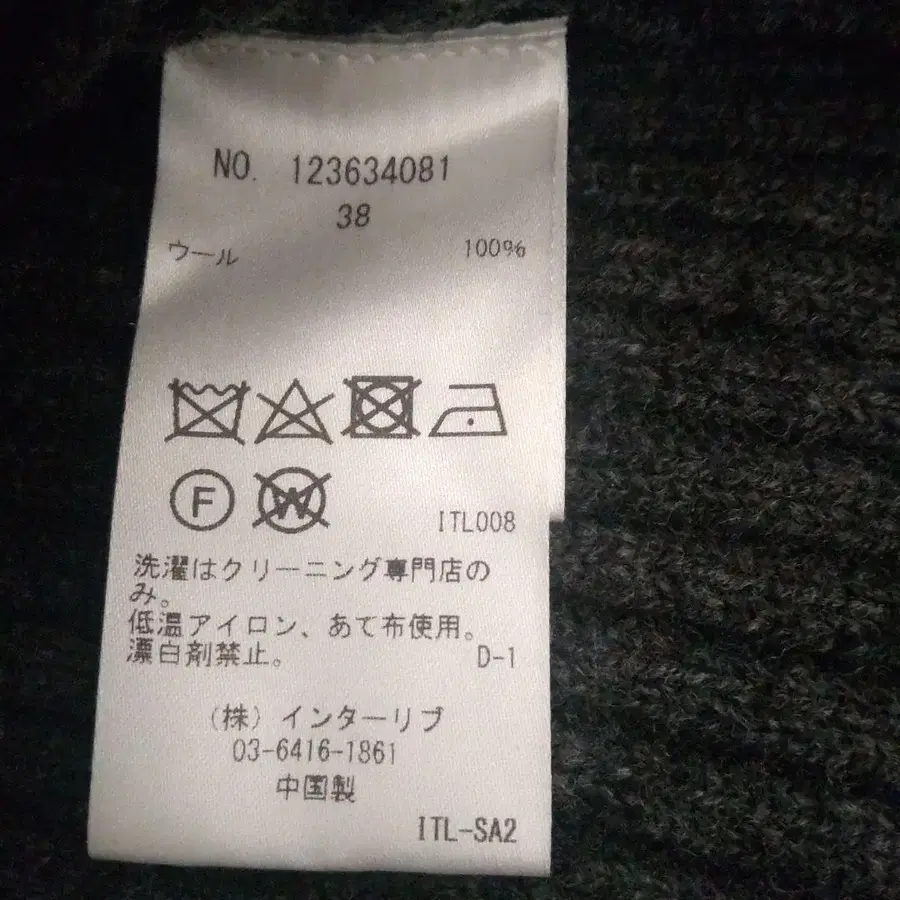 NO. 123634081
38
ウール 100%
F W
ITL008
洗濯はクリーニング専門店の
み。
低温アイロン、あて布使用。
漂白剤禁止。 D-1
(株)インターリブ
03-6416-1861
中国製
ITL-SA2